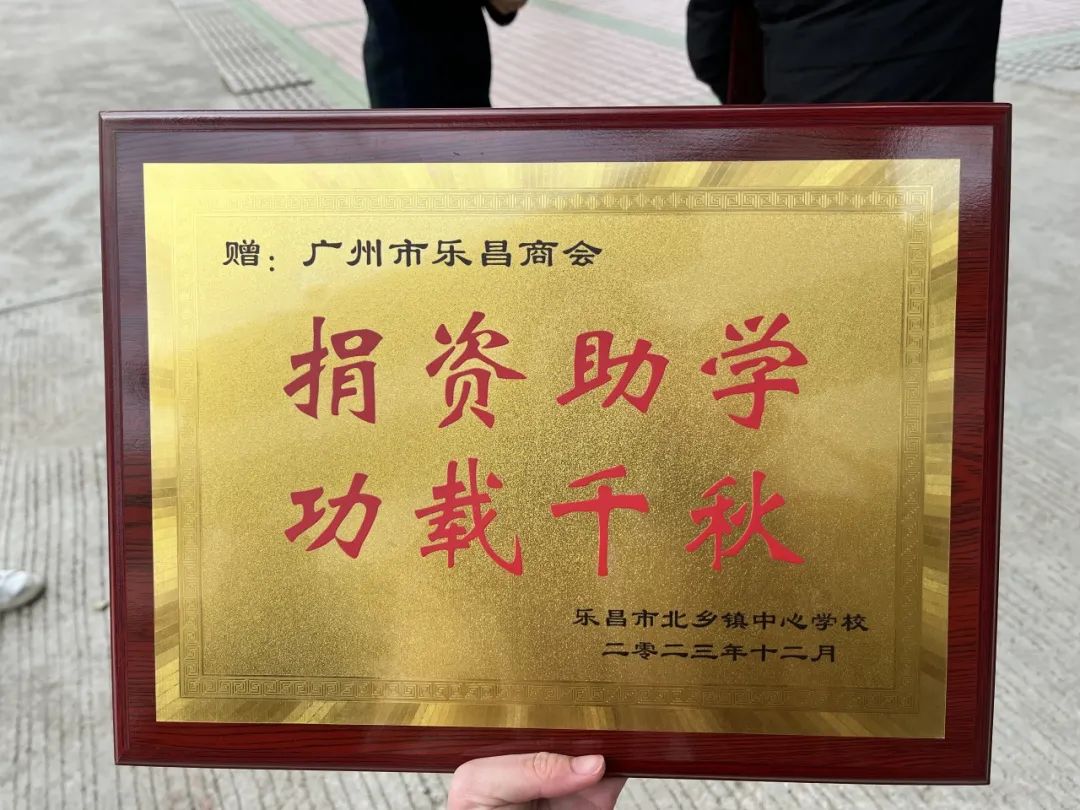 赠：广州市乐昌商会
捐资助学
功载千秋
乐昌市北乡镇中心学校
二零二三年十二月